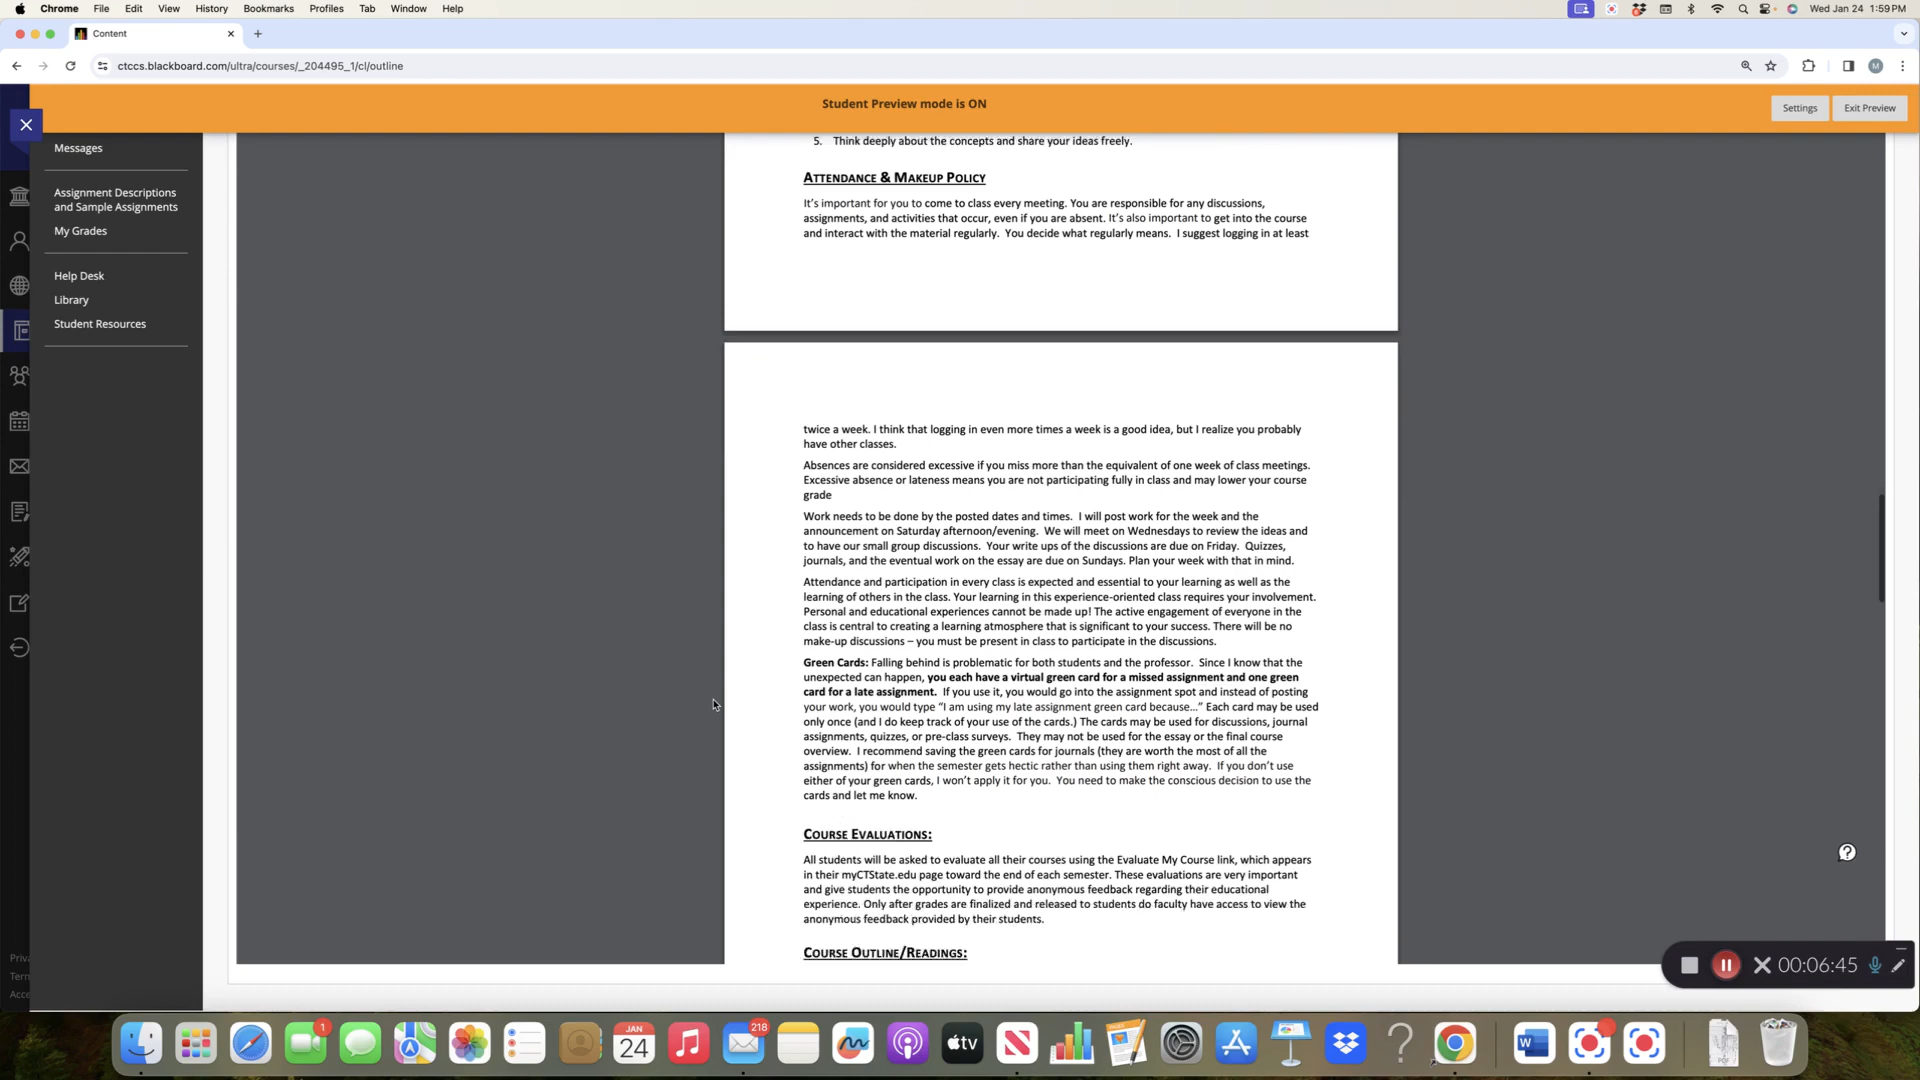 Chrome File Edit View History Bookmarks Profiles Tab Window Help Wed Jan 24 1:59 PM
Content
ctccs.blackboard.com/ultra/courses/_204495_1/cl/outline
M
Student Preview mode is ON
Settings Exit Preview
Messages
Assignment Descriptions
and Sample Assignments
My Grades
Help Desk
Library
Student Resources
5. Think deeply about the concepts and share your ideas freely.
ATTENDANCE & MAKEUP POLICY
It's important for you to come to class every meeting. You are responsible for any discussions,
assignments, and activities that occur, even if you are absent. It's also important to get into the course
and interact with the material regularly. You decide what regularly means. I suggest logging in at least
twice a week. I think that logging in even more times a week is a good idea, but I realize you probably
have other classes.
Absences are considered excessive if you miss more than the equivalent of one week of class meetings.
Excessive absence or lateness means you are not participating fully in class and may lower your course
grade
Work needs to be done by the posted dates and times. I will post work for the week and the
announcement on Saturday afternoon/evening. We will meet on Wednesdays to review the ideas and
to have our small group discussions. Your write ups of the discussions are due on Friday. Quizzes,
journals, and the eventual work on the essay are due on Sundays. Plan your week with that in mind.
Attendance and participation in every class is expected and essential to your learning as well as the
learning of others in the class. Your learning in this experience-oriented class requires your involvement.
Personal and educational experiences cannot be made up! The active engagement of everyone in the
class is central to creating a learning atmosphere that is significant to your success. There will be no
make-up discussions – you must be present in class to participate in the discussions.
Green Cards: Falling behind is problematic for both students and the professor. Since I know that the
unexpected can happen, you each have a virtual green card for a missed assignment and one green
card for a late assignment. If you use it, you would go into the assignment spot and instead of posting
your work, you would type “I am using my late assignment green card because…” Each card may be used
only once (and I do keep track of your use of the cards.) The cards may be used for discussions, journal
assignments, quizzes, or pre-class surveys. They may not be used for the essay or the final course
overview. I recommend saving the green cards for journals (they are worth the most of all the
assignments) for when the semester gets hectic rather than using them right away. If you don't use
either of your green cards, I won't apply it for you. You need to make the conscious decision to use the
cards and let me know.
COURSE EVALUATIONS:
All students will be asked to evaluate all their courses using the Evaluate My Course link, which appears
in their myCTState.edu page toward the end of each semester. These evaluations are very important
and give students the opportunity to provide anonymous feedback regarding their educational
experience. Only after grades are finalized and released to students do faculty have access to view the
anonymous feedback provided by their students.
COURSE OUTLINE/READINGS:
Priva
Term
Acce
00:06:45
1
JAN
24
218
tv
W